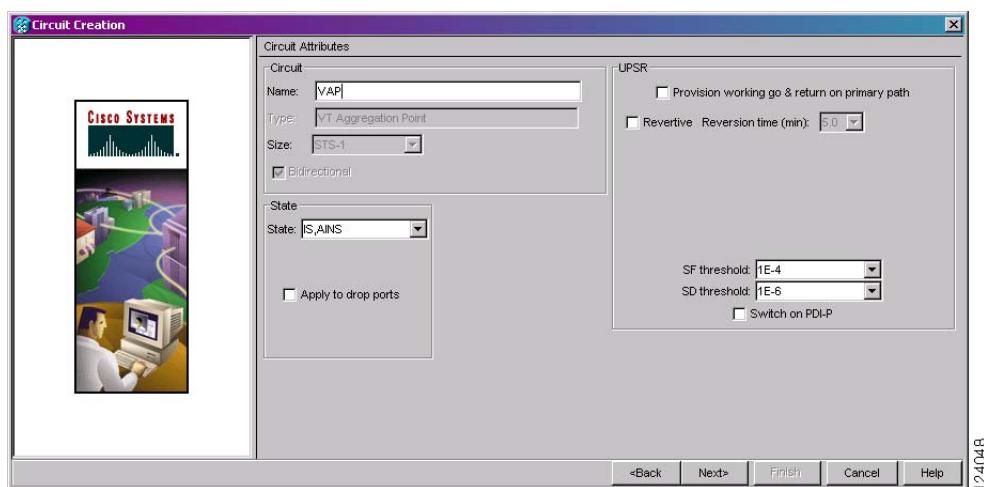 Circuit Creation
CISCO SYSTEMS
Circuit Attributes
Circuit
Name: VAP
Type: VT Aggregation Point
Size: STS-1
Bidirectional
State
State: IS,AINS
Apply to drop ports
UPSR
Provision working go & return on primary path
Revertive Reversion time (min): 5.0
SF threshold: 1E-4
SD threshold: 1E-6
Switch on PDI-P
<Back Next> Finish Cancel Help
124048